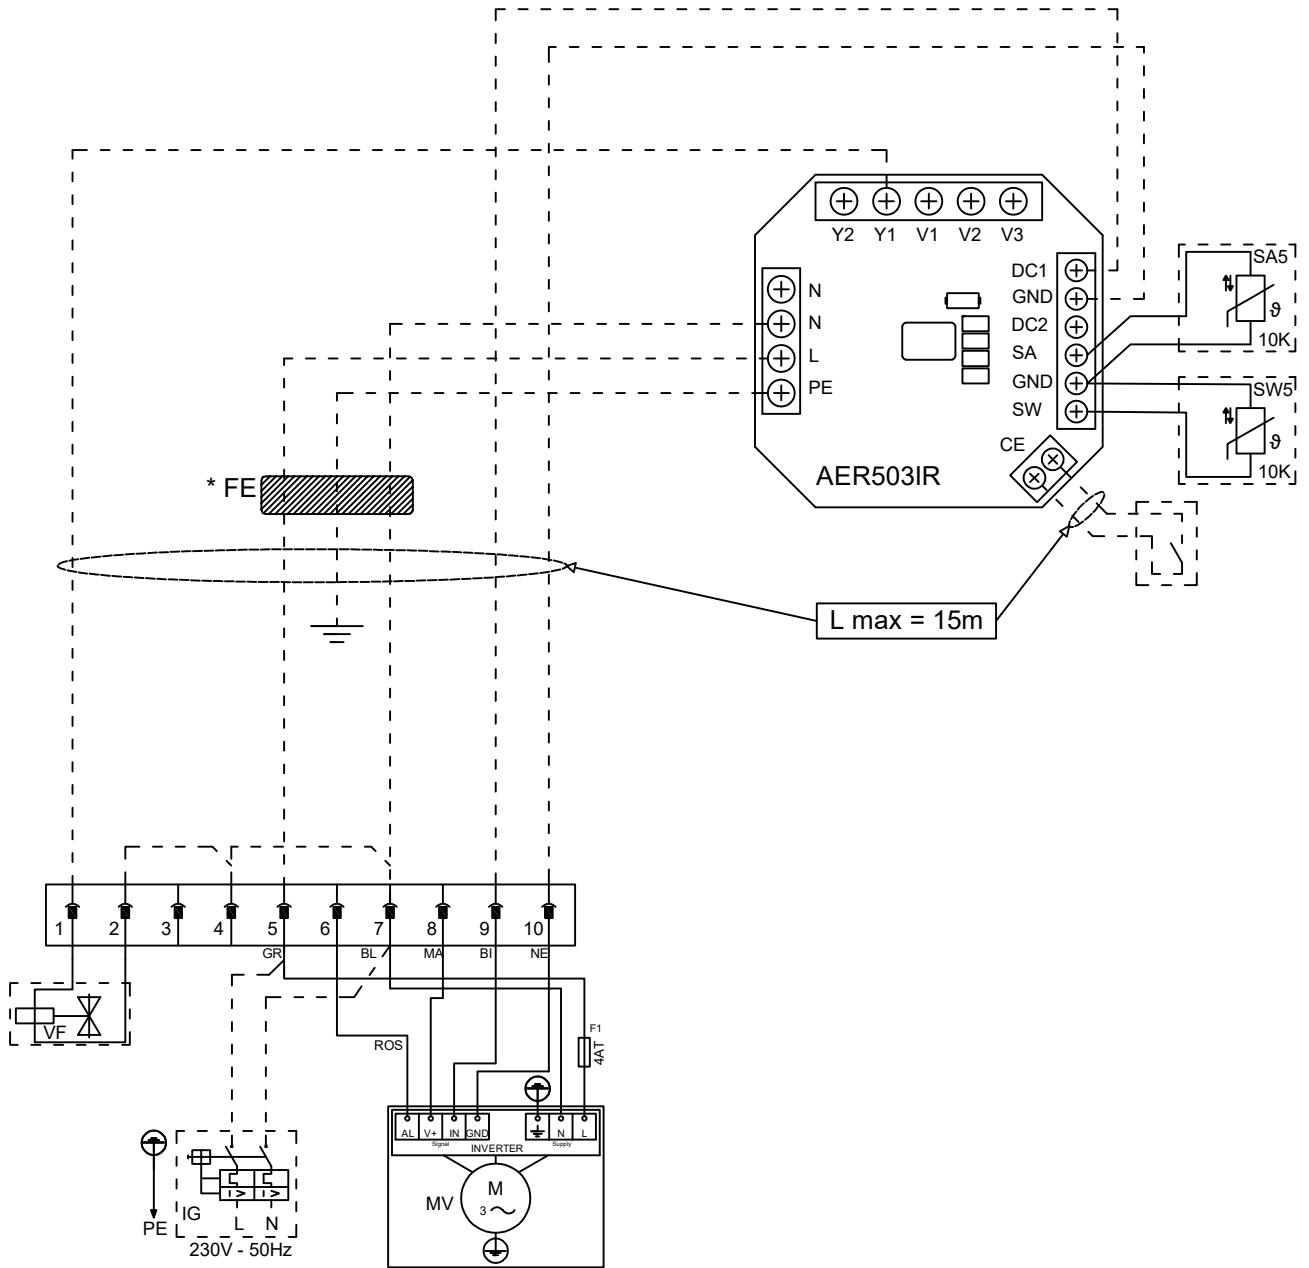 Y2 Y1 V1 V2 V3
N
N
L
PE
DC1
GND
DC2
SA
GND
SW
CE
AER503IR
SA5
ϑ
10K
SW5
ϑ
10K
* FE
L max = 15m
1 2 3 4 5 6 7 8 9 10
GR BL MA BI NE
VF
ROS
F1
4AT
AL V+ IN GND N L
Signal Supply
INVERTER
MV
M
3
PE
IG
I > I >
L N
230V - 50Hz